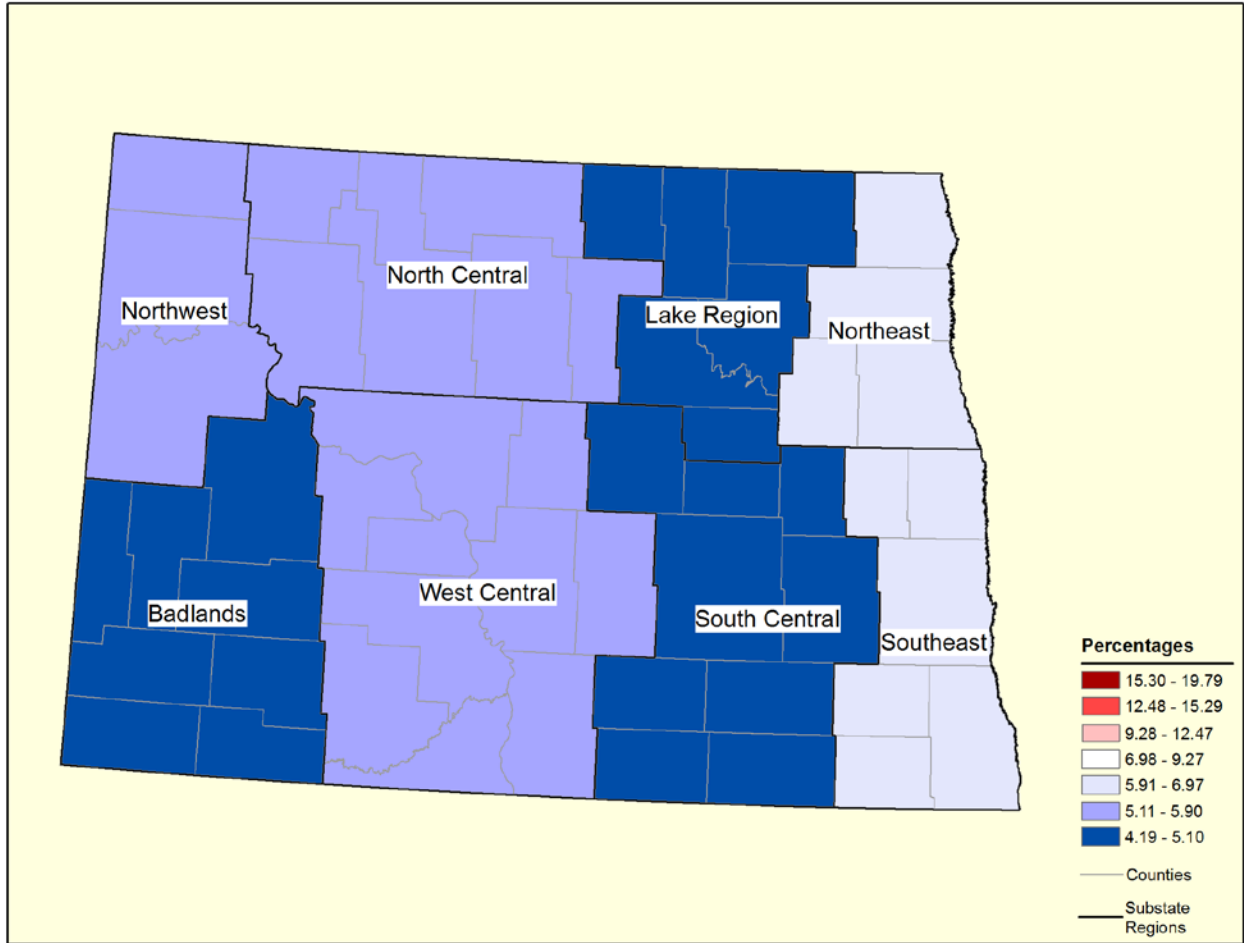 North Central
Northwest
Lake Region
Northeast
West Central
Badlands
South Central
Southeast
Percentages
15.30 - 19.79
12.48 - 15.29
9.28 - 12.47
6.98 - 9.27
5.91 - 6.97
5.11 - 5.90
4.19 - 5.10
Counties
Substate
Regions